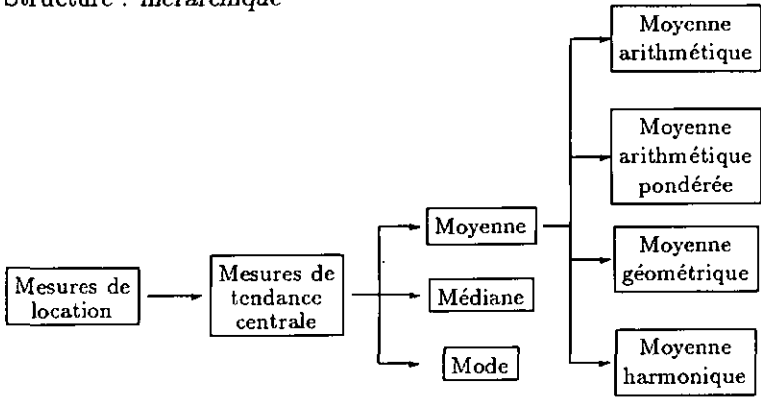 Structure : hiérarchique
Moyenne
arithmétique
Moyenne
arithmétique
pondérée
Moyenne
Moyenne
géométrique
Mesures de
location
Mesures de
tendance
centrale
Médiane
Mode
Moyenne
harmonique